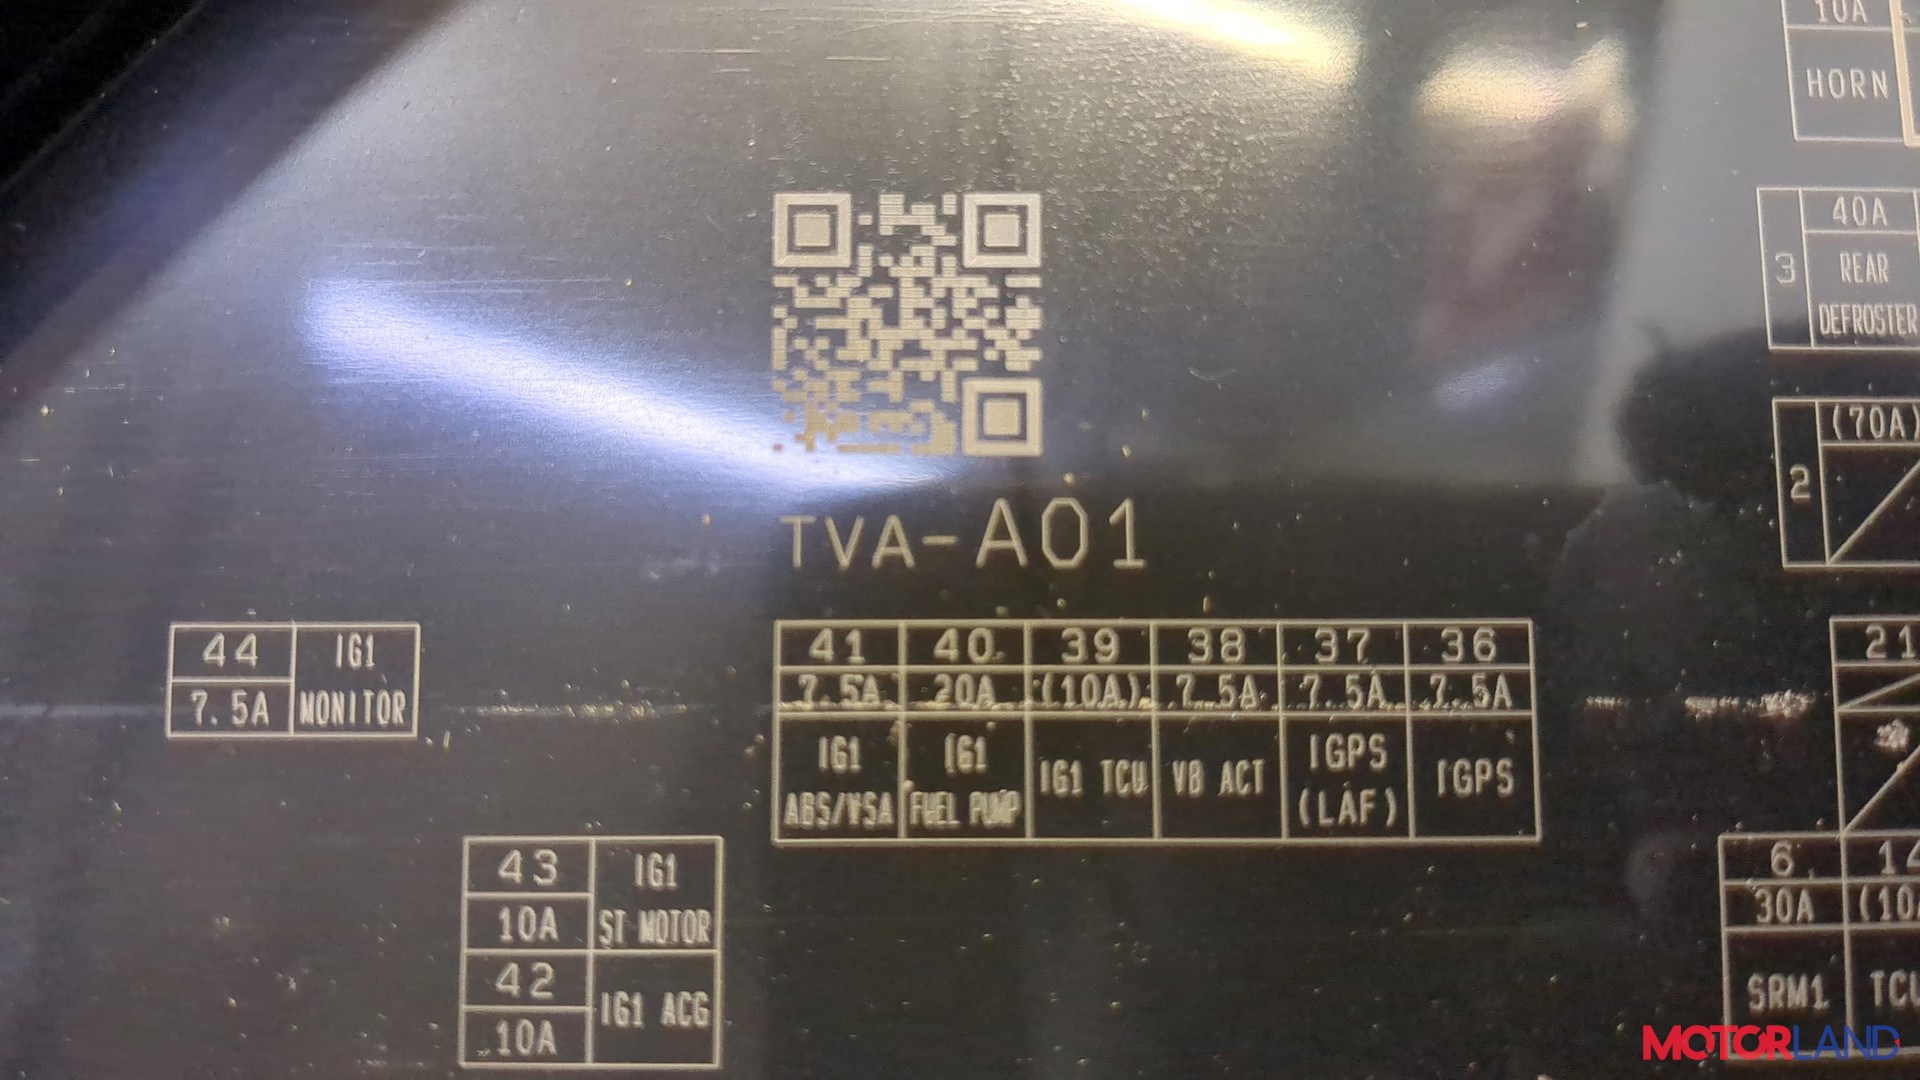 10A
HORN
40A
3
REAR
DEFROSTER
(70A)
2
TVA-A01
44
IG1
7.5A
MONITOR
41 40 39 38 37 36
7.5A 20A (10A) 7.5A 7.5A 7.5A
IG1 ABS/VSA
IG1 FUEL PUMP
IG1 TCU
VB ACT
IGPS (LAF)
IGPS
21
43
10A
IG1
ST MOTOR
42
10A
IG1 ACG
6
30A
SRM1
14
(10A
TCU
MOTORLAND